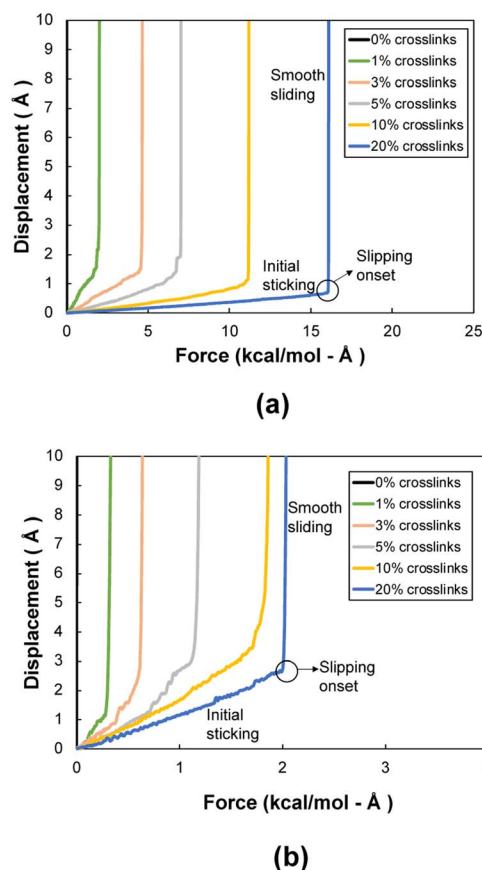 10
9
8
7
6
5
4
3
2
1
0
Displacement ( Å )
0% crosslinks
1% crosslinks
3% crosslinks
5% crosslinks
10% crosslinks
20% crosslinks
Smooth
sliding
Initial
sticking
Slipping
onset
0 5 10 15 20 25
Force (kcal/mol - Å )
(a)
10
9
8
7
6
5
4
3
2
1
0
Displacement ( Å )
0% crosslinks
1% crosslinks
3% crosslinks
5% crosslinks
10% crosslinks
20% crosslinks
Smooth
sliding
Slipping
onset
Initial
sticking
0 1 2 3
Force (kcal/mol - Å )
(b)